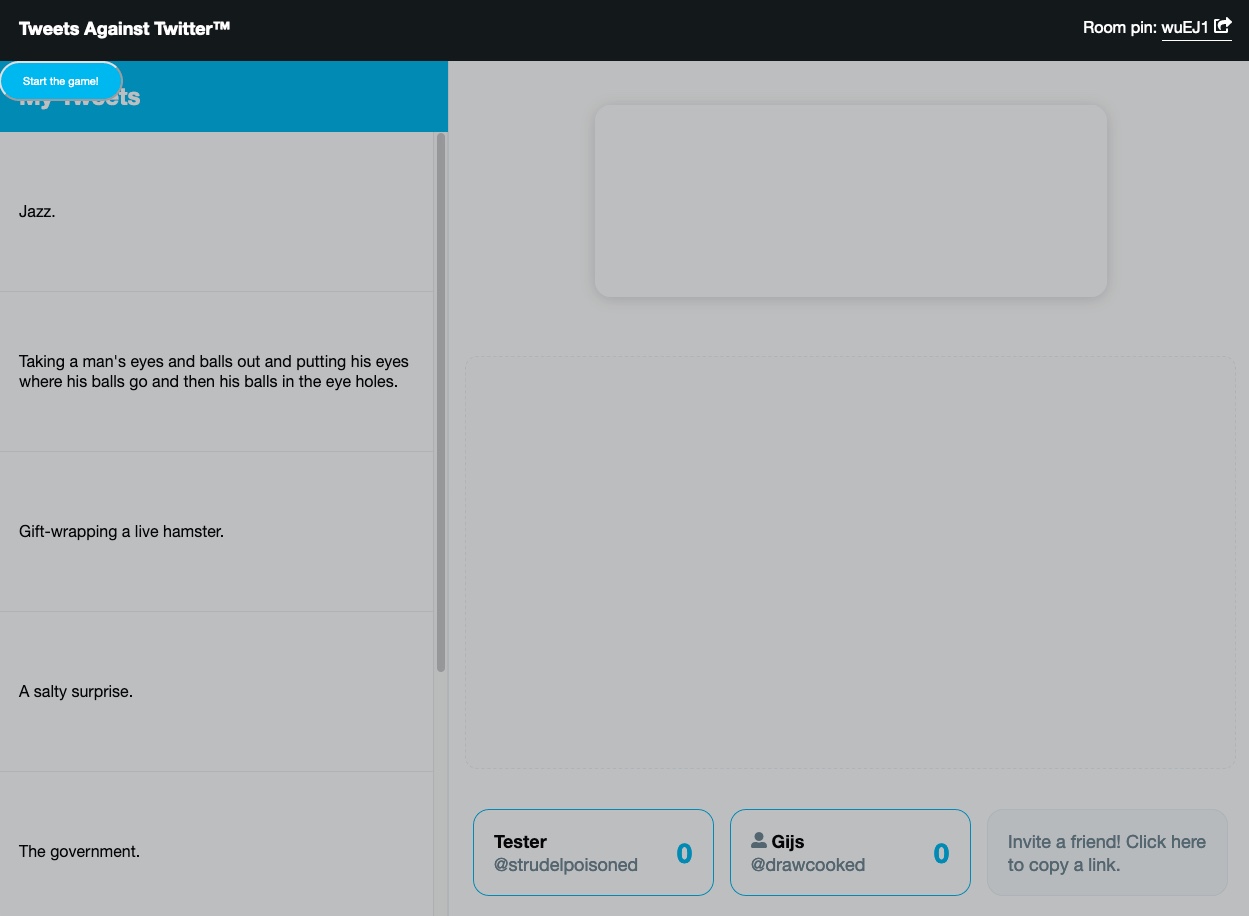 Tweets Against Twitter™
Room pin: wuEJ1
Start the game!
My Tweets
Jazz.
Taking a man's eyes and balls out and putting his eyes
where his balls go and then his balls in the eye holes.
Gift-wrapping a live hamster.
A salty surprise.
The government.
Tester
@strudelpoisoned
0
Gijs
@drawcooked
0
Invite a friend! Click here
to copy a link.